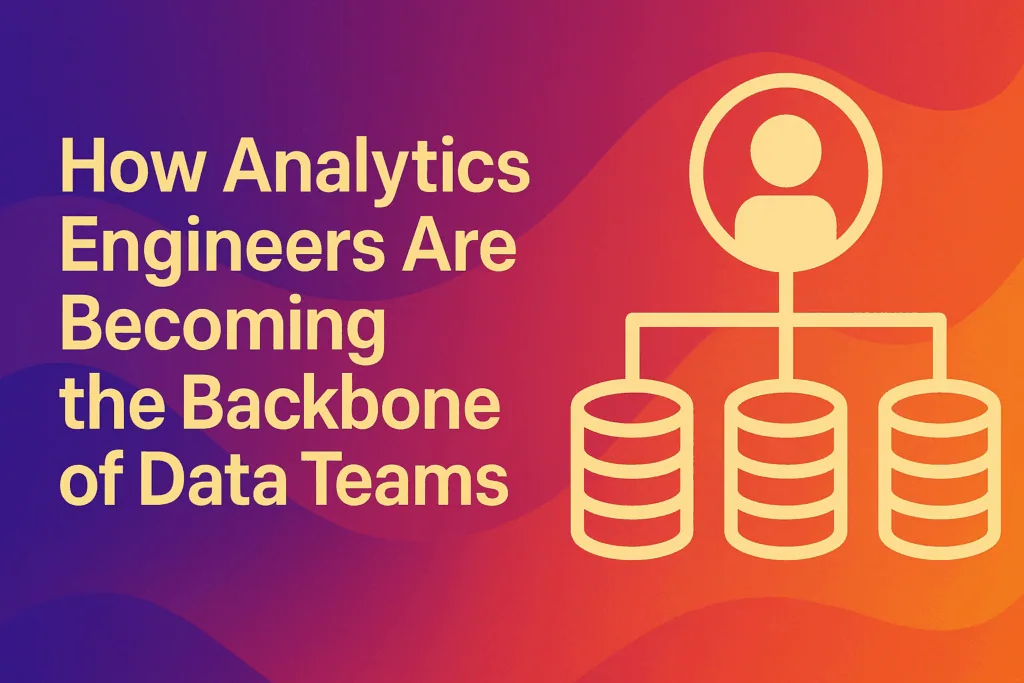 How Analytics
Engineers Are
Becoming
the Backbone
of Data Teams